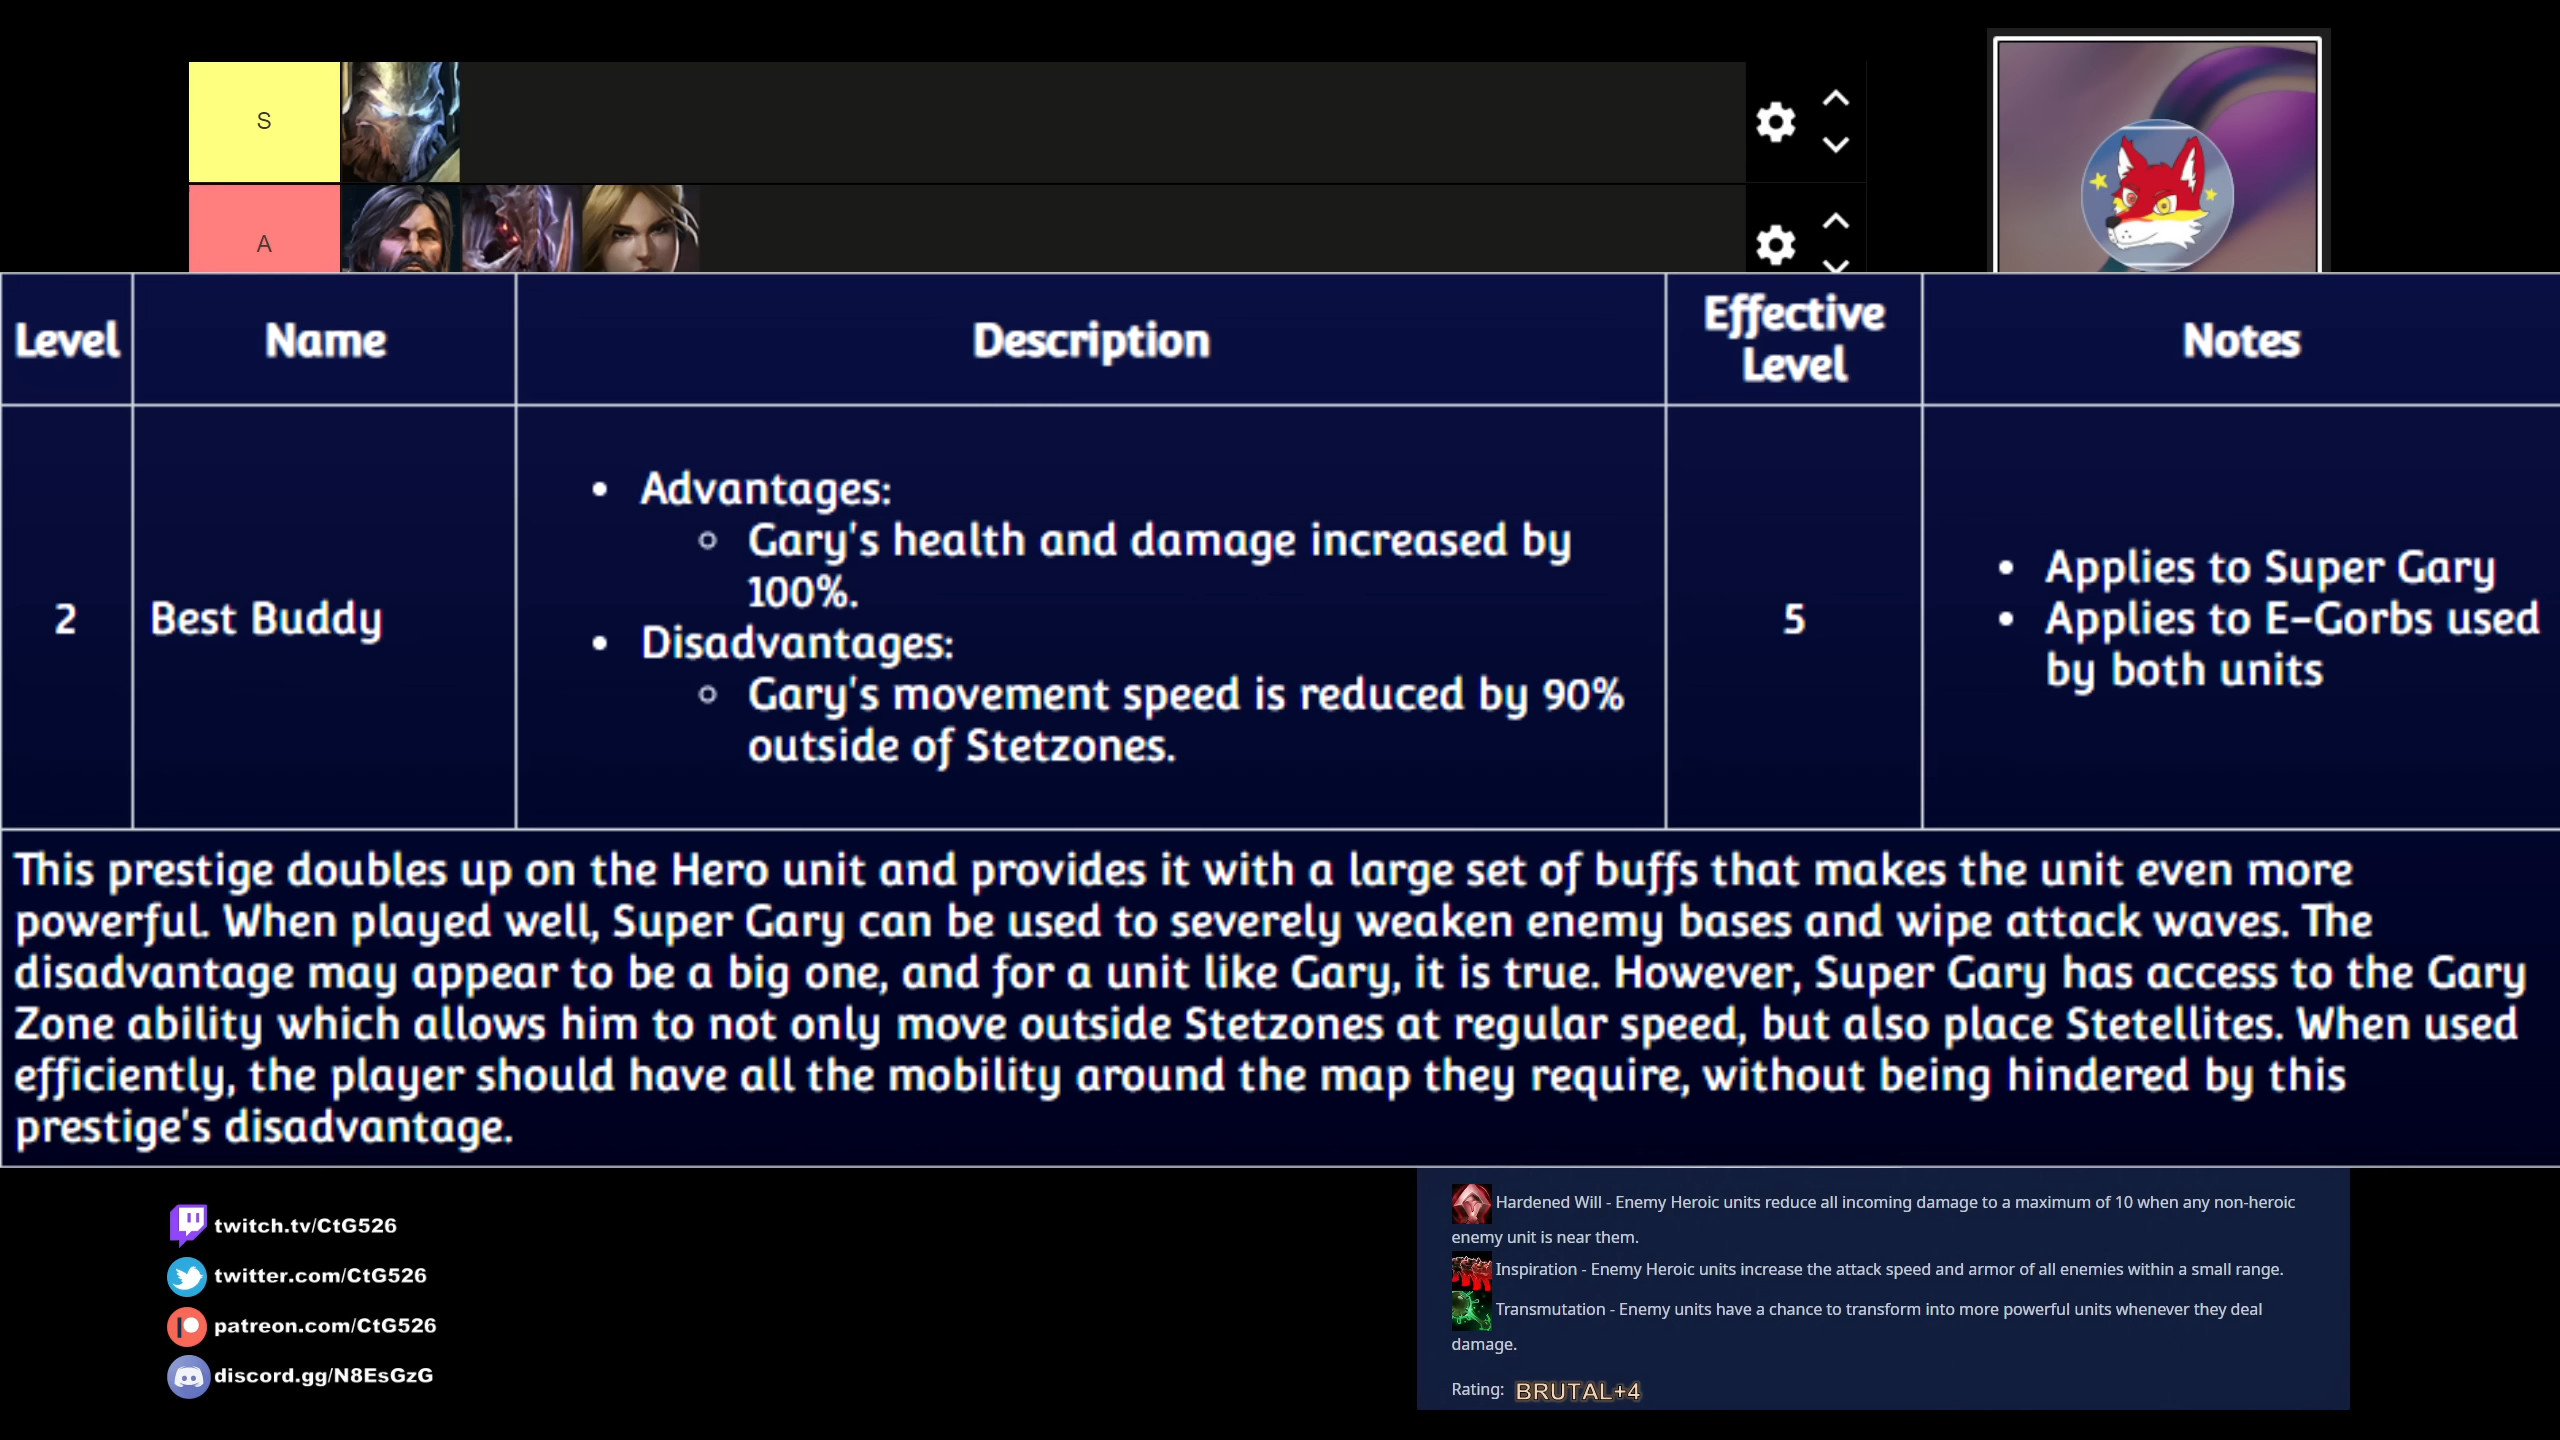 S
A
Level
Name
Description
Effective
Level
Notes
2
Best Buddy
• Advantages:
○ Gary's health and damage increased by
100%.
• Disadvantages:
○ Gary's movement speed is reduced by 90%
outside of Stetzones.
5
• Applies to Super Gary
• Applies to E-Gorbs used
by both units
This prestige doubles up on the Hero unit and provides it with a large set of buffs that makes the unit even more
powerful. When played well, Super Gary can be used to severely weaken enemy bases and wipe attack waves. The
disadvantage may appear to be a big one, and for a unit like Gary, it is true. However, Super Gary has access to the Gary
Zone ability which allows him to not only move outside Stetzones at regular speed, but also place Stetellites. When used
efficiently, the player should have all the mobility around the map they require, without being hindered by this
prestige's disadvantage.
twitch.tv/CtG526
twitter.com/CtG526
patreon.com/CtG526
discord.gg/N8EsGzG
Hardened Will - Enemy Heroic units reduce all incoming damage to a maximum of 10 when any non-heroic
enemy unit is near them.
Inspiration - Enemy Heroic units increase the attack speed and armor of all enemies within a small range.
Transmutation - Enemy units have a chance to transform into more powerful units whenever they deal
damage.
Rating: BRUTAL+4